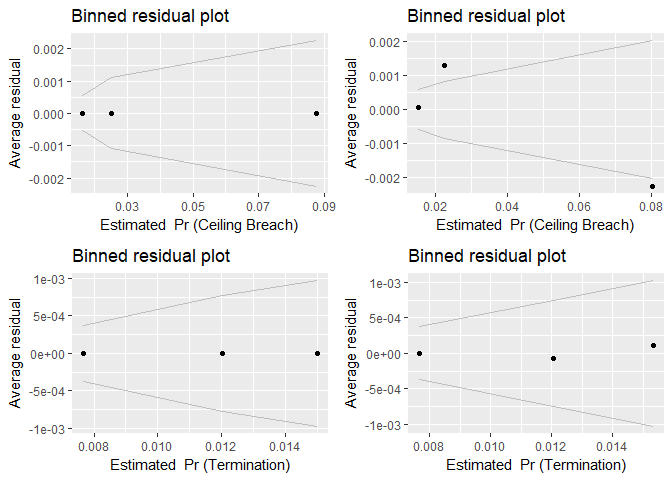 Binned residual plot
0.002
0.001
0.000
-0.001
-0.002
Average residual
0.03 0.05 0.07 0.09
Estimated  Pr (Ceiling Breach)
Binned residual plot
0.002
0.001
0.000
-0.001
-0.002
Average residual
0.02 0.04 0.06 0.08
Estimated  Pr (Ceiling Breach)
Binned residual plot
1e-03
5e-04
0e+00
-5e-04
-1e-03
Average residual
0.008 0.010 0.012 0.014
Estimated  Pr (Termination)
Binned residual plot
1e-03
5e-04
0e+00
-5e-04
-1e-03
Average residual
0.008 0.010 0.012 0.014
Estimated  Pr (Termination)